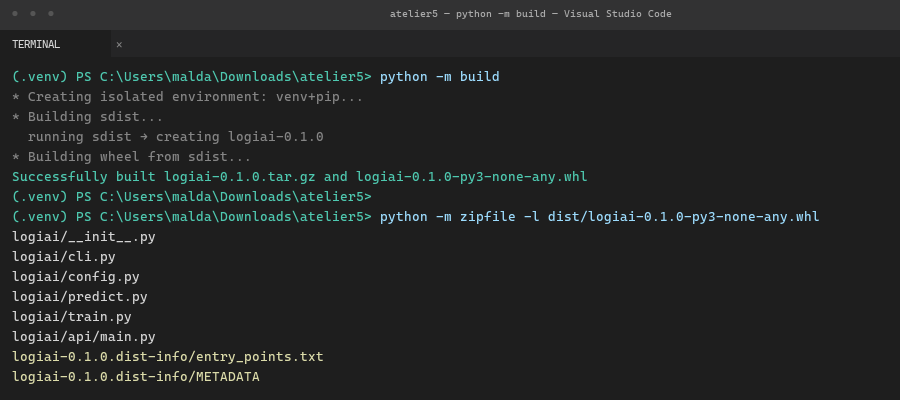 atelier5 — python -m build — Visual Studio Code
TERMINAL ×
(.venv) PS C:\Users\malda\Downloads\atelier5> python -m build
* Creating isolated environment: venv+pip...
* Building sdist...
running sdist → creating logiai-0.1.0
* Building wheel from sdist...
Successfully built logiai-0.1.0.tar.gz and logiai-0.1.0-py3-none-any.whl
(.venv) PS C:\Users\malda\Downloads\atelier5>
(.venv) PS C:\Users\malda\Downloads\atelier5> python -m zipfile -l dist/logiai-0.1.0-py3-none-any.whl
logiai/__init__.py
logiai/cli.py
logiai/config.py
logiai/predict.py
logiai/train.py
logiai/api/main.py
logiai-0.1.0.dist-info/entry_points.txt
logiai-0.1.0.dist-info/METADATA